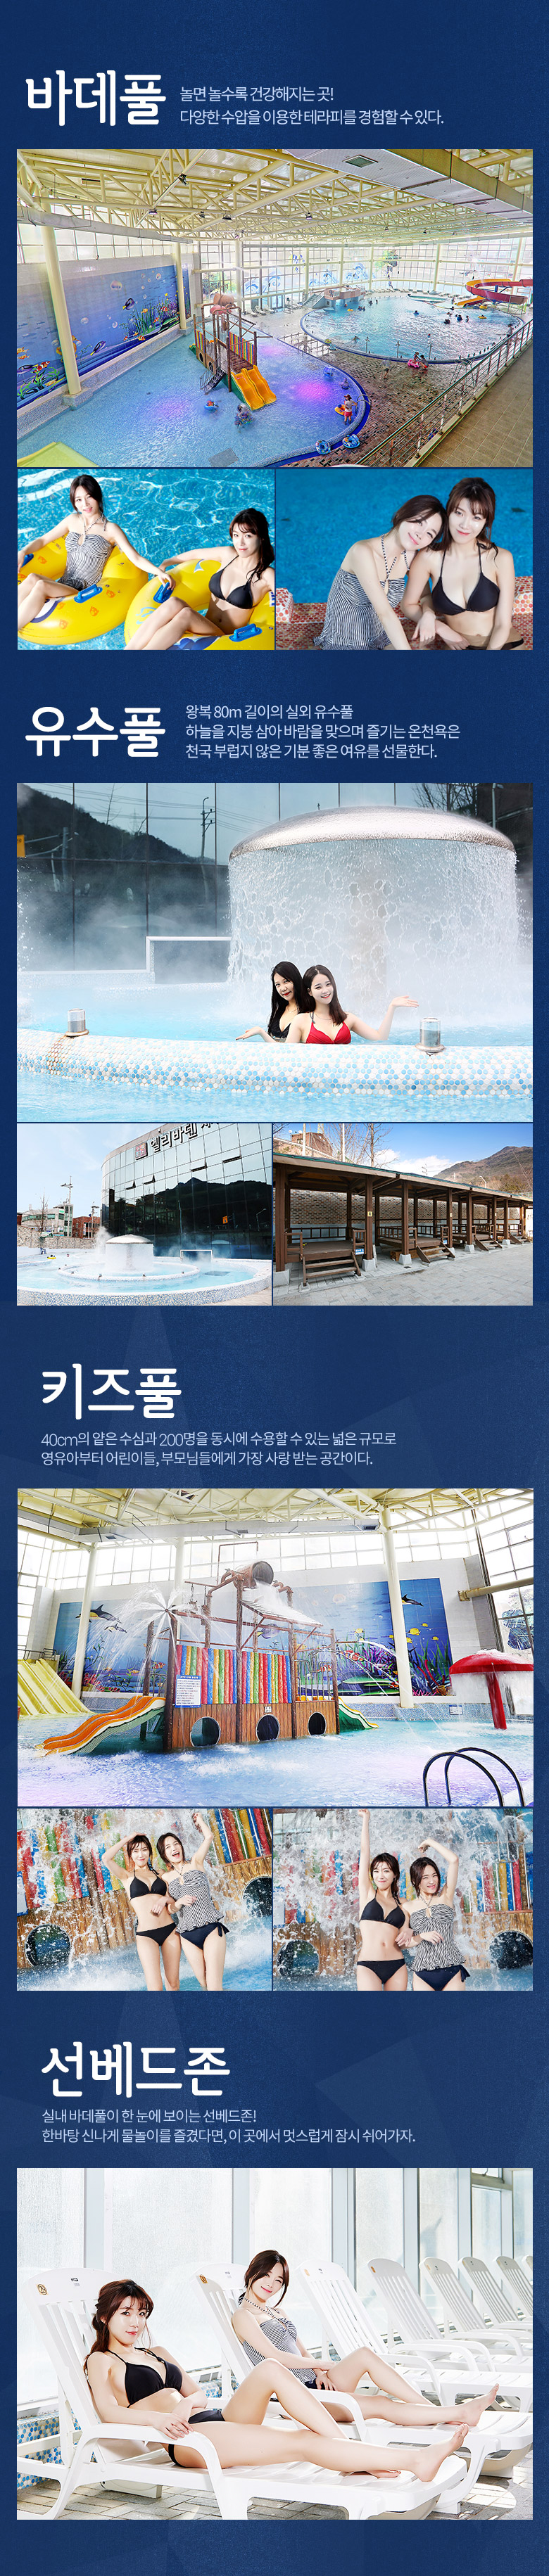 바데풀
놀면 놀수록 건강해지는 곳!
다양한 수압을 이용한 테라피를 경험할 수 있다.
유수풀
왕복 80m 길이의 실외 유수풀
하늘을 지붕 삼아 바람을 맞으며 즐기는 온천욕은
천국 부럽지 않은 기분 좋은 여유를 선물한다.
엘리바덴
키즈풀
40cm의 얕은 수심과 200명을 동시에 수용할 수 있는 넓은 규모로
영유아부터 어린이들, 부모님들에게 가장 사랑 받는 공간이다.
선베드존
실내 바데풀이 한 눈에 보이는 선베드존!
한바탕 신나게 물놀이를 즐겼다면, 이 곳에서 멋스럽게 잠시 쉬어가자.